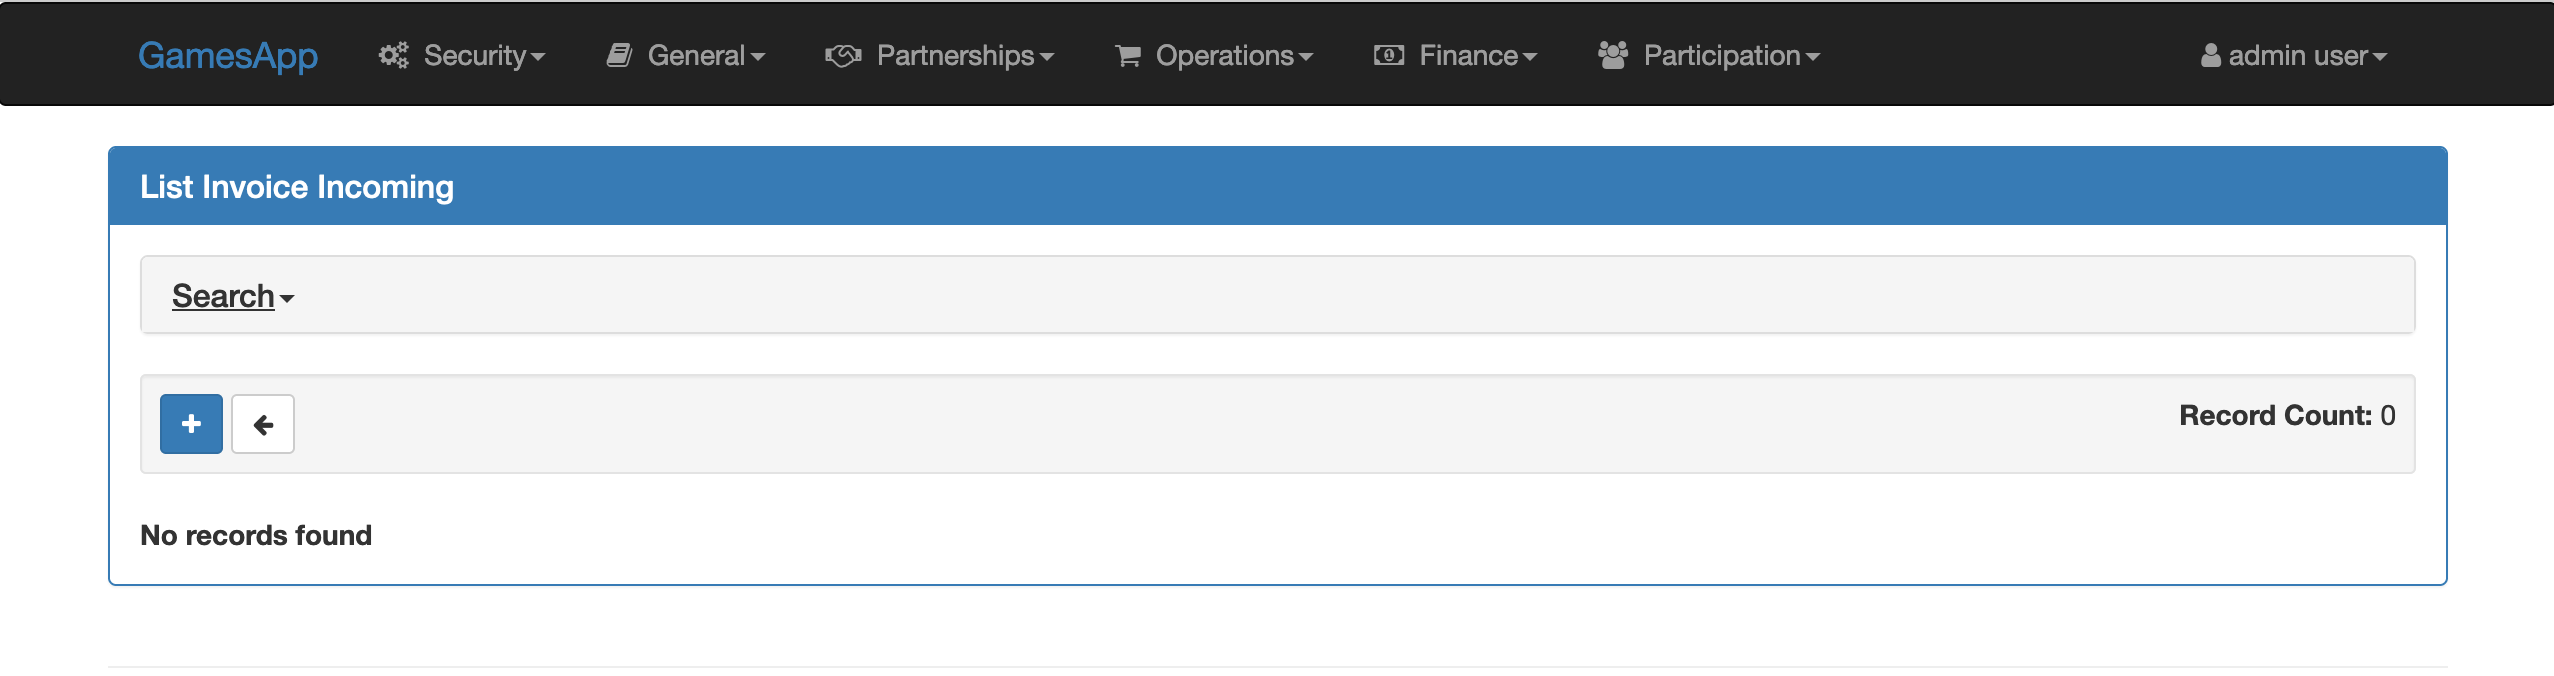 GamesApp Security General Partnerships Operations Finance Participation admin user
List Invoice Incoming
Search
Record Count: 0
No records found